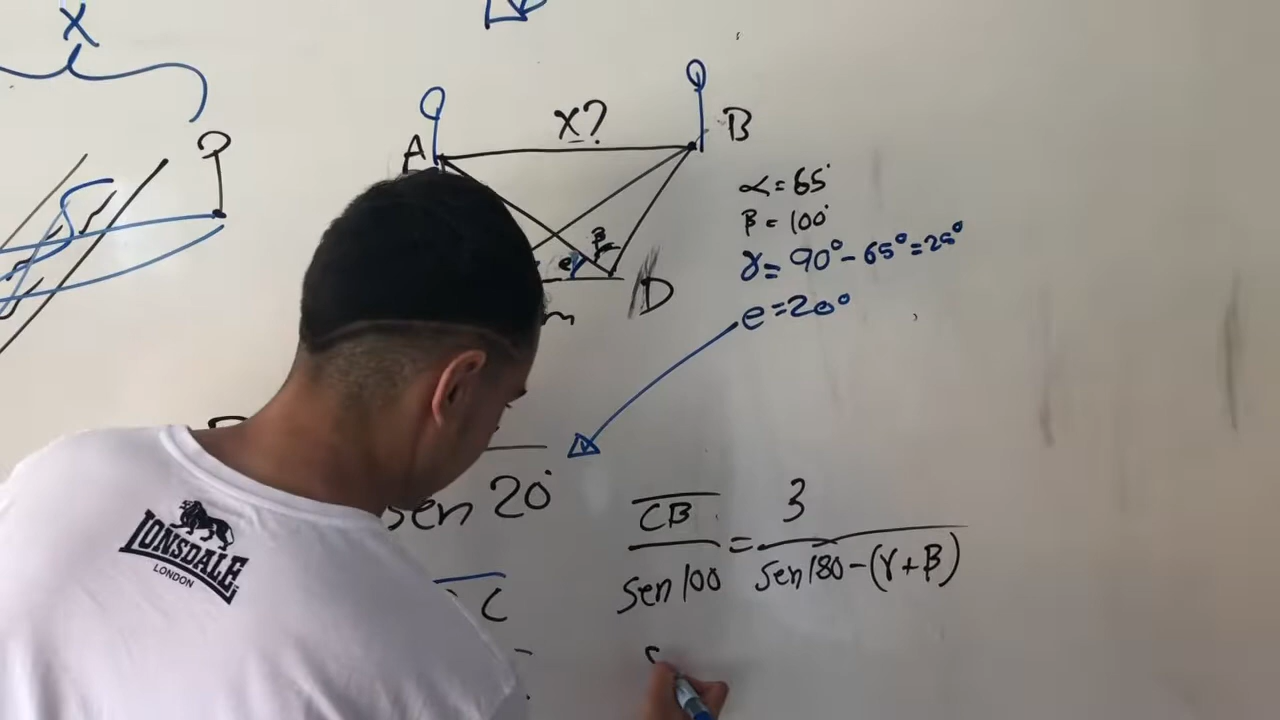 X
X?
A
B
α = 65°
β = 100°
γ = 90° - 65° = 25°
e = 20°
β
e
D
m
sen 20°
CB
3
=
sen 100
sen 180 - (γ + β)
C
LONSDALE
LONDON